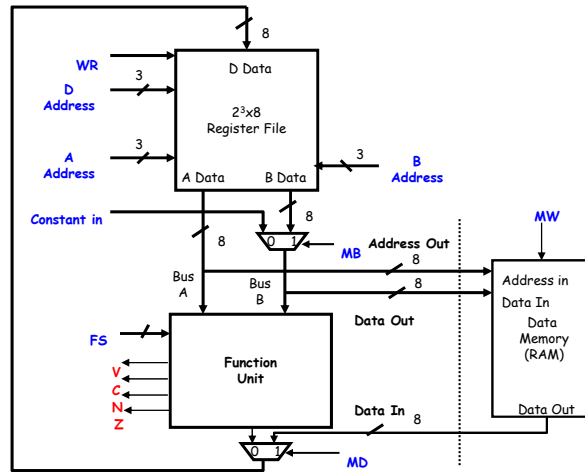 8
WR
D Data
3
D
Address
2³x8
Register File
3
A
Address
3
B
Address
A Data
B Data
Constant in
8
8
0 1
MB
MW
Address Out
8
Address in
Bus
A
Bus
B
8
Data In
Data Out
Data
Memory
(RAM)
FS
Function
Unit
V
C
N
Z
Data In
8
Data Out
0 1
MD